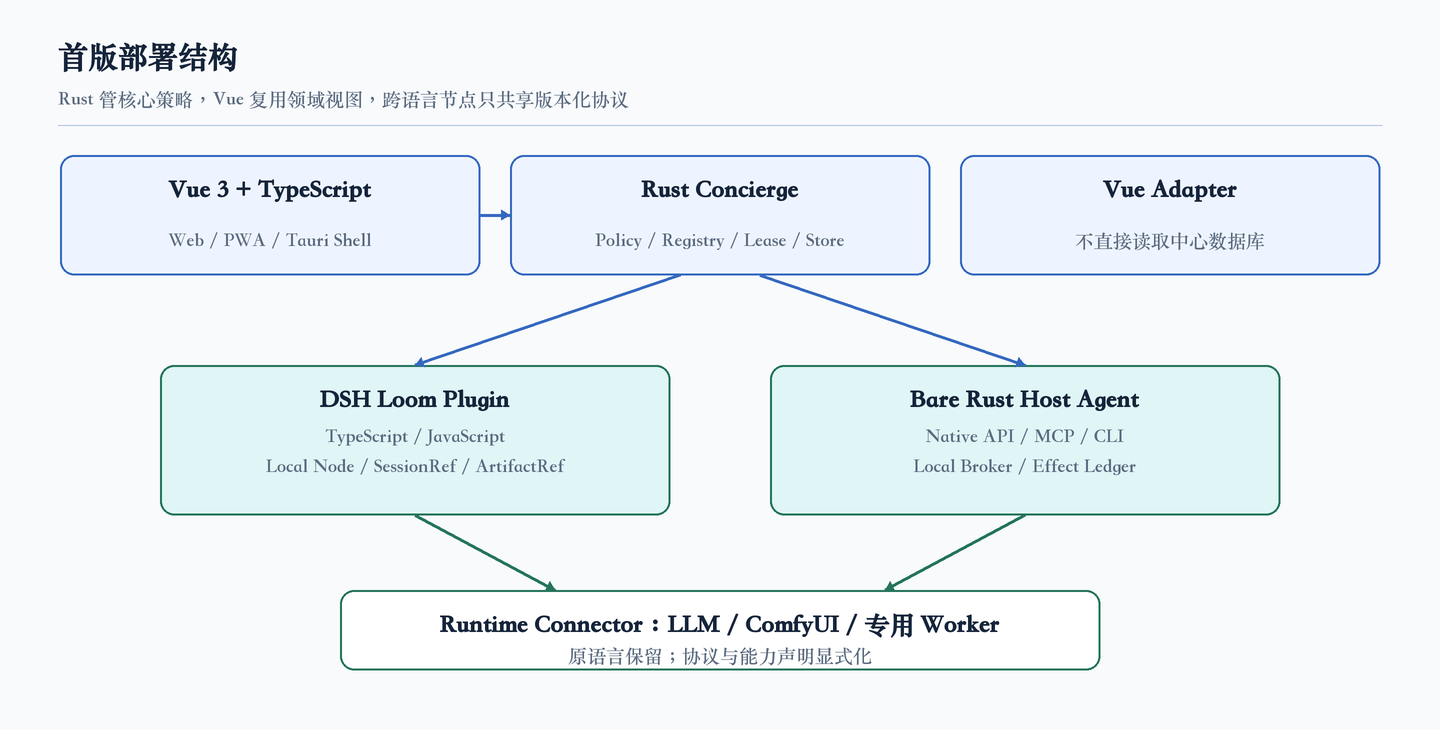 首版部署结构
Rust 管核心策略，Vue 复用领域视图，跨语言节点只共享版本化协议
Vue 3 + TypeScript
Web / PWA / Tauri Shell
Rust Concierge
Policy / Registry / Lease / Store
Vue Adapter
不直接读取中心数据库
DSH Loom Plugin
TypeScript / JavaScript
Local Node / SessionRef / ArtifactRef
Bare Rust Host Agent
Native API / MCP / CLI
Local Broker / Effect Ledger
Runtime Connector：LLM / ComfyUI / 专用 Worker
原语言保留；协议与能力声明显式化